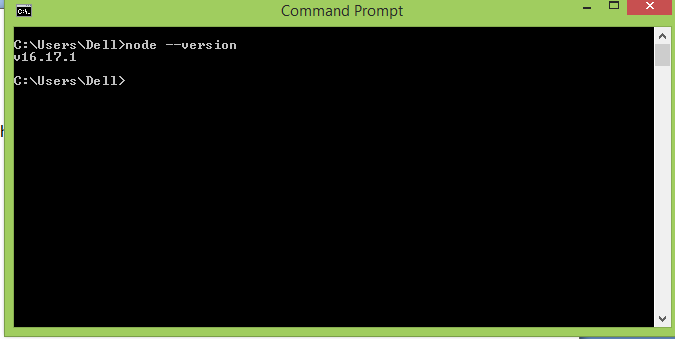 Command Prompt
C:\Users\Dell>node --version
v16.17.1
C:\Users\Dell>